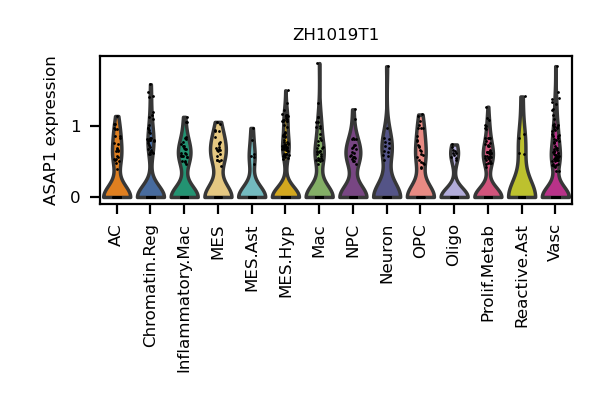 ZH1019T1
ASAP1 expression
1
0
AC
Chromatin.Reg
Inflammatory.Mac
MES
MES.Ast
MES.Hyp
Mac
NPC
Neuron
OPC
Oligo
Prolif.Metab
Reactive.Ast
Vasc